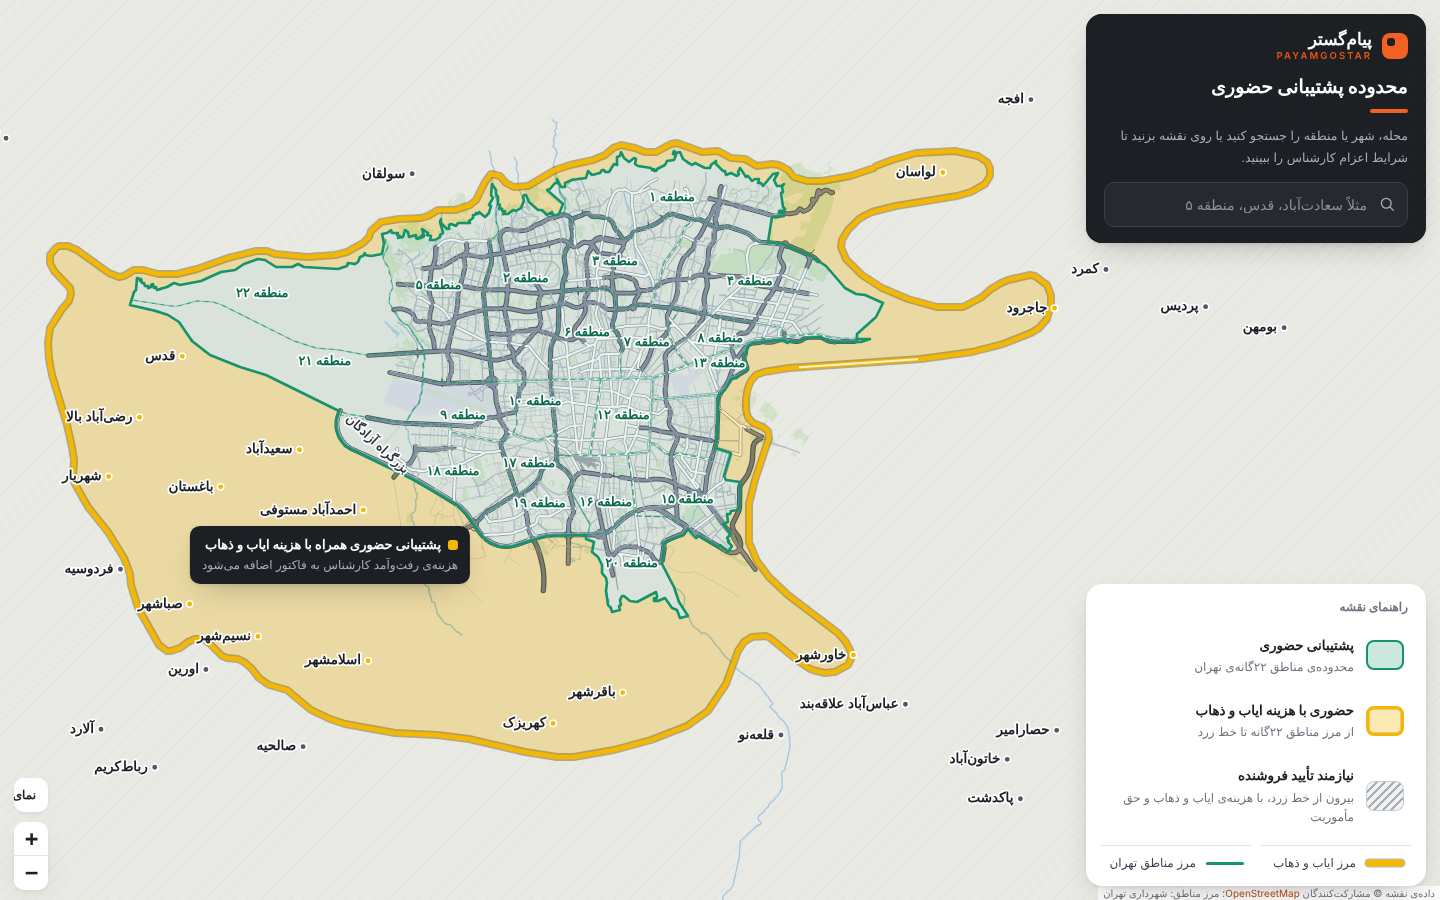 پیام‌گستر
PAYAMGOSTAR
محدوده پشتیبانی حضوری
محله، شهر یا منطقه را جستجو کنید یا روی نقشه بزنید تا
شرایط اعزام کارشناس را ببینید.
مثلاً سعادت‌آباد، قدس، منطقه ۵
افجه
سولقان
لواسان
منطقه ۱
کمرد
منطقه ۳
منطقه ۲
منطقه ۴
منطقه ۵
منطقه ۲۲
جاجرود
پردیس
بومهن
منطقه ۶
منطقه ۷
منطقه ۸
قدس
منطقه ۲۱
منطقه ۱۳
منطقه ۱۰
منطقه ۹
منطقه ۱۲
رضی‌آباد بالا
بزرگراه آزادگان
سعیدآباد
منطقه ۱۷
منطقه ۱۸
شهریار
باغستان
منطقه ۱۹
منطقه ۱۶
منطقه ۱۵
احمدآباد مستوفی
پشتیبانی حضوری همراه با هزینه ایاب و ذهاب
هزینه‌ی رفت‌وآمد کارشناس به فاکتور اضافه می‌شود
منطقه ۲۰
فردوسیه
صباشهر
نسیم‌شهر
اورین
اسلامشهر
خاورشهر
باقرشهر
عباس‌آباد علاقه‌بند
کهریزک
آلارد
قلعه‌نو
حصارامیر
صالحیه
خاتون‌آباد
رباط‌کریم
پاکدشت
نمای
+
−
راهنمای نقشه
پشتیبانی حضوری
محدوده‌ی مناطق ۲۲گانه‌ی تهران
حضوری با هزینه ایاب و ذهاب
از مرز مناطق ۲۲گانه تا خط زرد
نیازمند تأیید فروشنده
بیرون از خط زرد، با هزینه‌ی ایاب و ذهاب و حق
مأموریت
مرز ایاب و ذهاب
مرز مناطق تهران
داده‌ی نقشه © مشارکت‌کنندگان OpenStreetMap؛ مرز مناطق: شهرداری تهران